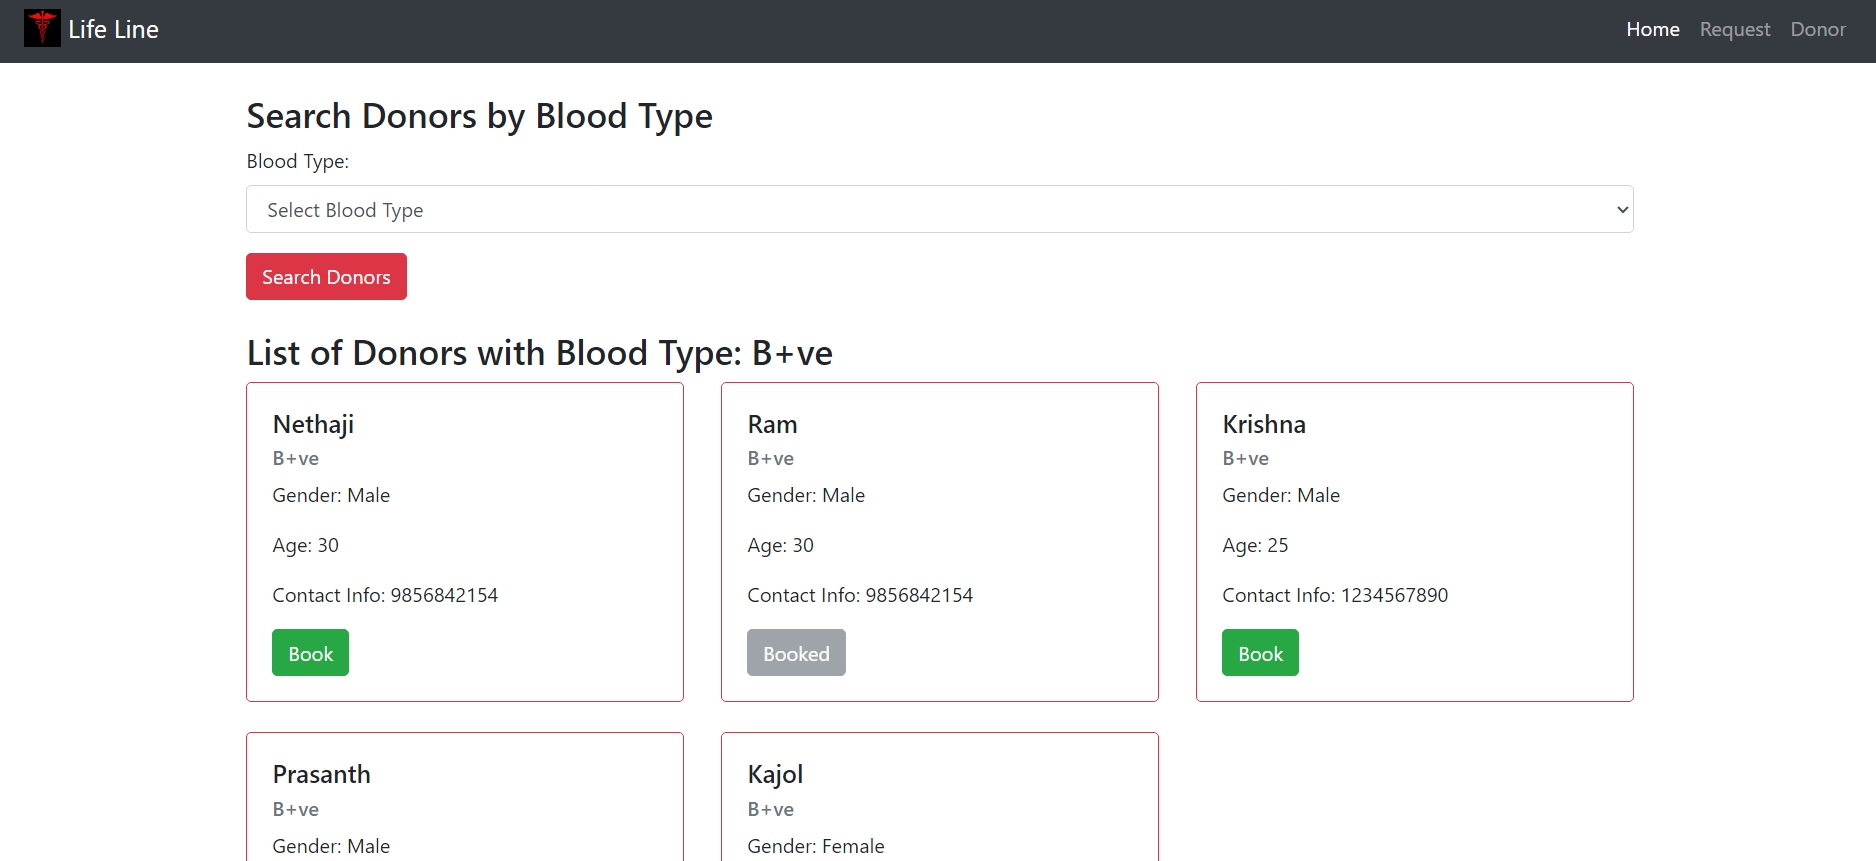 Life Line
Home Request Donor
Search Donors by Blood Type
Blood Type:
Select Blood Type
Search Donors
List of Donors with Blood Type: B+ve
Nethaji
B+ve
Gender: Male
Age: 30
Contact Info: 9856842154
Book
Ram
B+ve
Gender: Male
Age: 30
Contact Info: 9856842154
Booked
Krishna
B+ve
Gender: Male
Age: 25
Contact Info: 1234567890
Book
Prasanth
B+ve
Gender: Male
Kajol
B+ve
Gender: Female